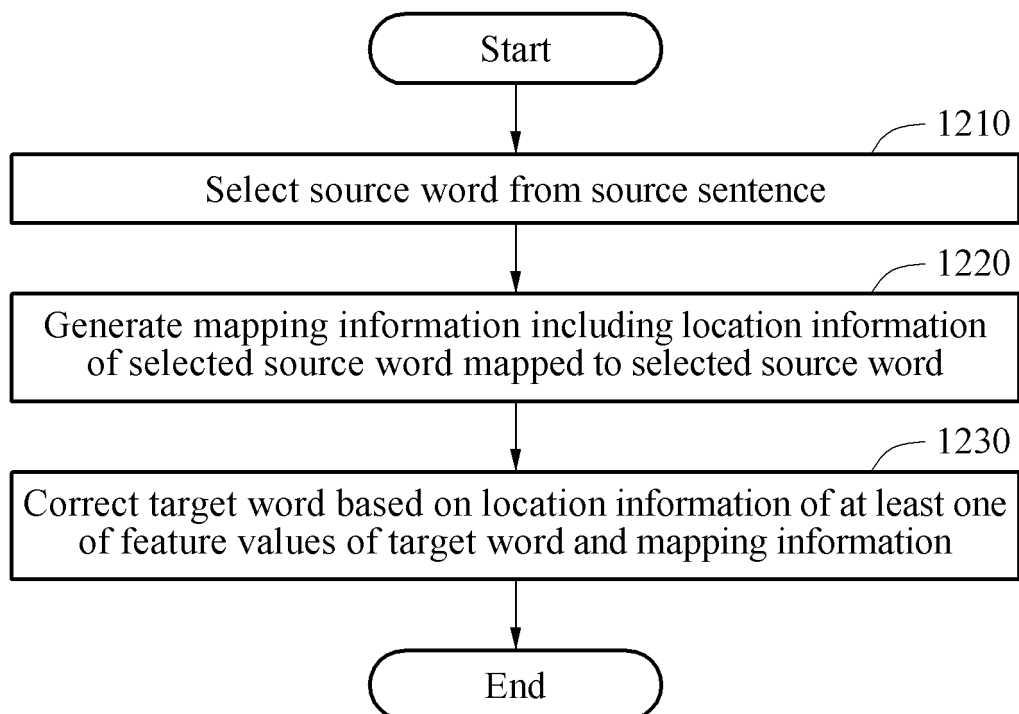 Start
1210
Select source word from source sentence
1220
Generate mapping information including location information
of selected source word mapped to selected source word
1230
Correct target word based on location information of at least one
of feature values of target word and mapping information
End